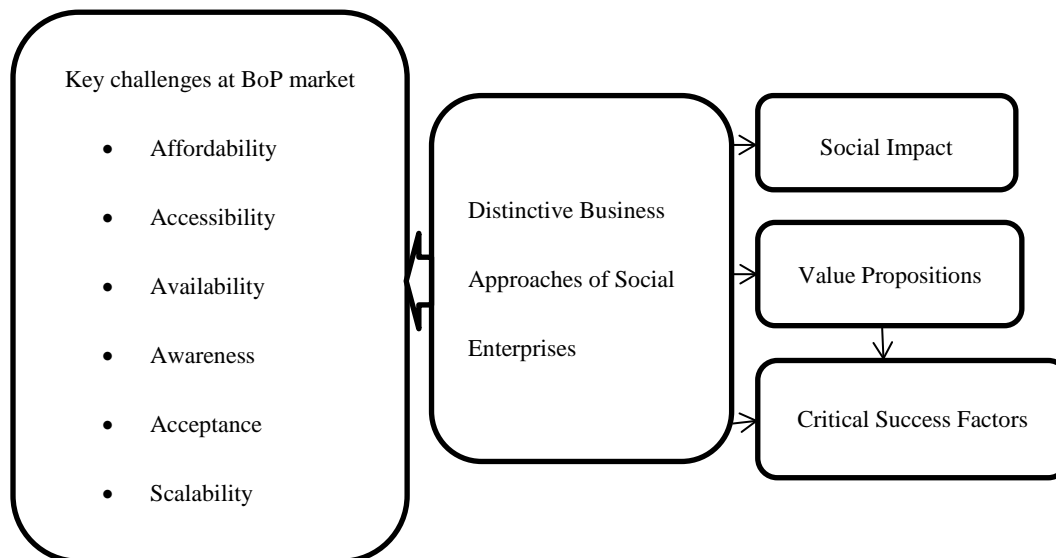 Key challenges at BoP market
• Affordability
• Accessibility
• Availability
• Awareness
• Acceptance
• Scalability
Distinctive Business
Approaches of Social
Enterprises
Social Impact
Value Propositions
Critical Success Factors